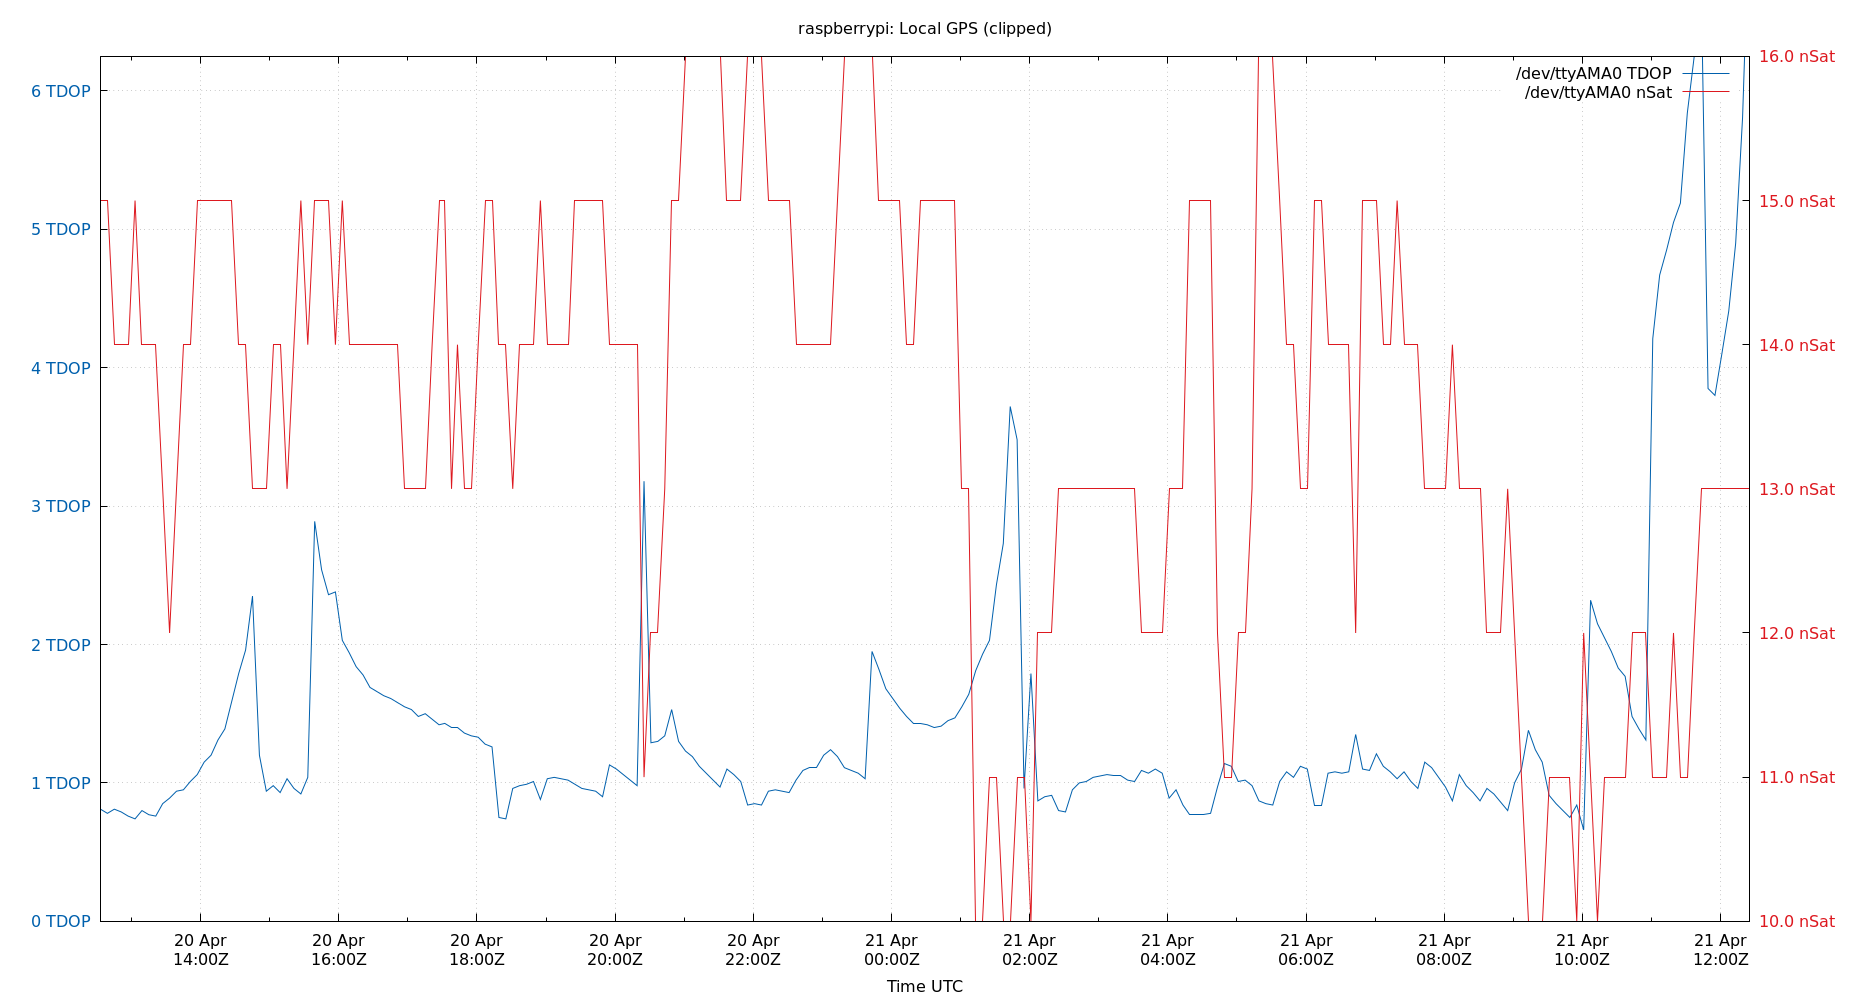 raspberrypi: Local GPS (clipped)
/dev/ttyAMA0 TDOP
/dev/ttyAMA0 nSat
6 TDOP
5 TDOP
4 TDOP
3 TDOP
2 TDOP
1 TDOP
0 TDOP
16.0 nSat
15.0 nSat
14.0 nSat
13.0 nSat
12.0 nSat
11.0 nSat
10.0 nSat
20 Apr
14:00Z
20 Apr
16:00Z
20 Apr
18:00Z
20 Apr
20:00Z
20 Apr
22:00Z
21 Apr
00:00Z
21 Apr
02:00Z
21 Apr
04:00Z
21 Apr
06:00Z
21 Apr
08:00Z
21 Apr
10:00Z
21 Apr
12:00Z
Time UTC